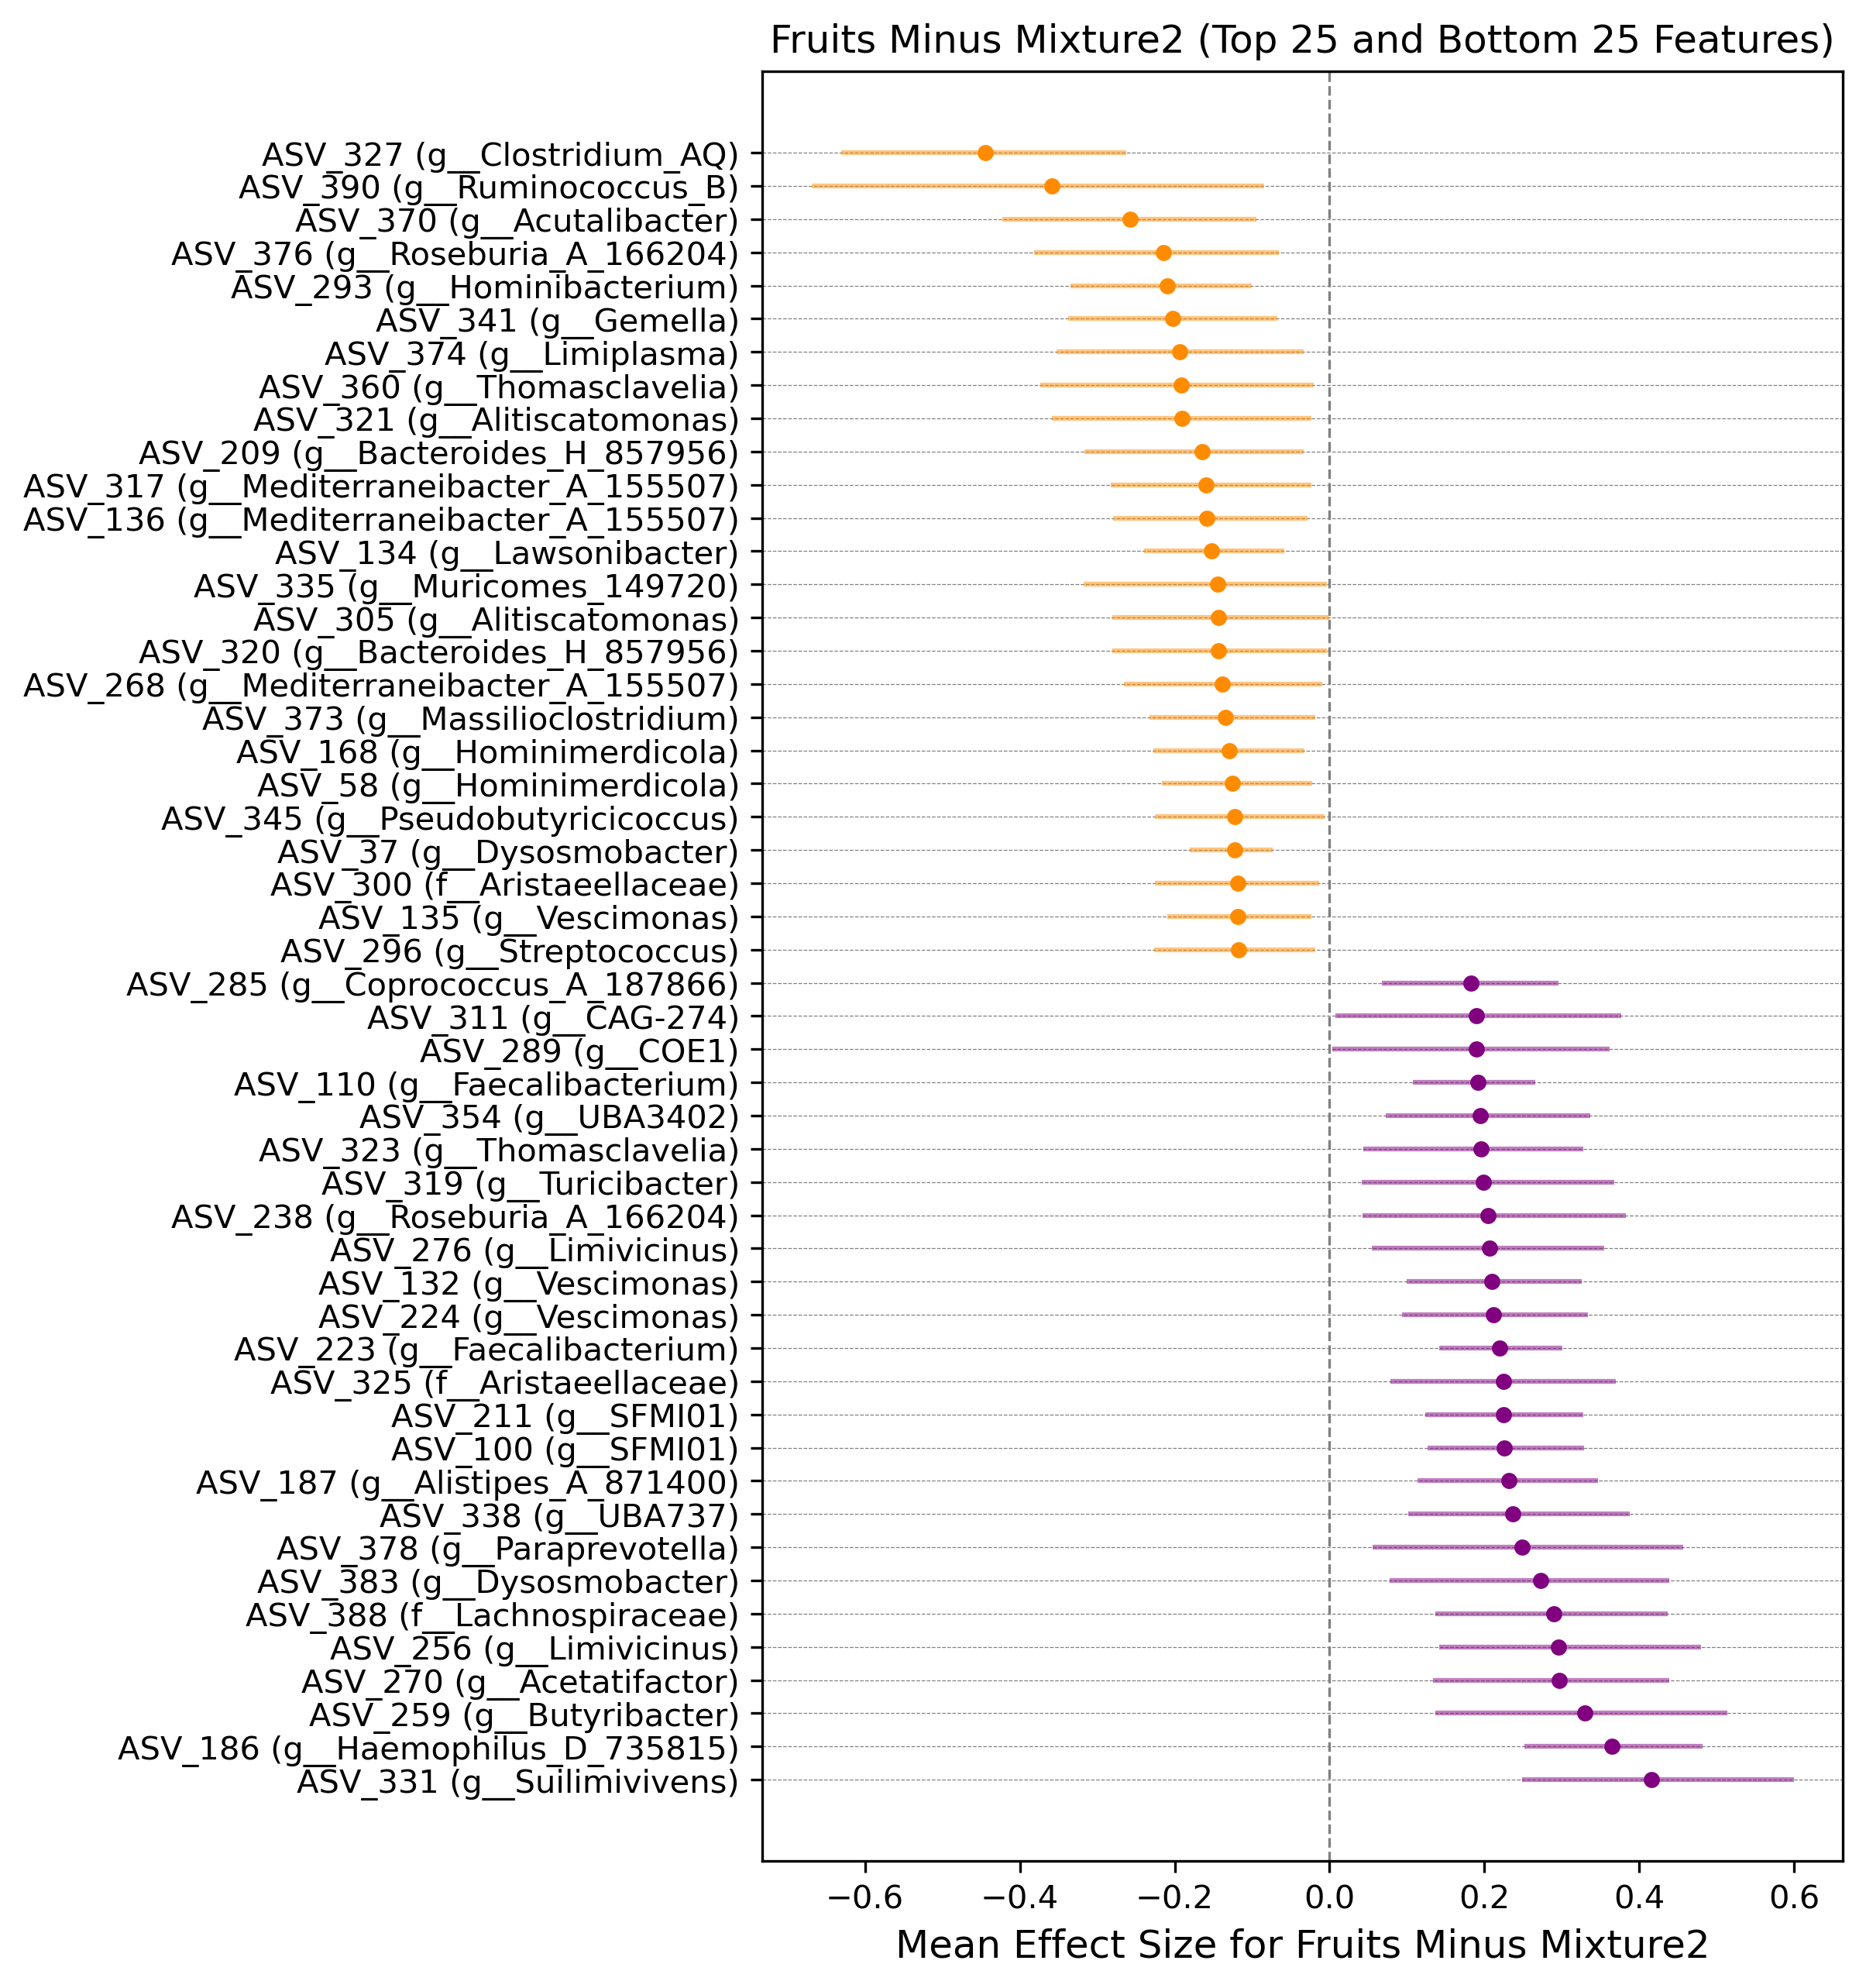 Fruits Minus Mixture2 (Top 25 and Bottom 25 Features)
ASV_327 (g__Clostridium_AQ)
ASV_390 (g__Ruminococcus_B)
ASV_370 (g__Acutalibacter)
ASV_376 (g__Roseburia_A_166204)
ASV_293 (g__Hominibacterium)
ASV_341 (g__Gemella)
ASV_374 (g__Limiplasma)
ASV_360 (g__Thomasclavelia)
ASV_321 (g__Alitiscatomonas)
ASV_209 (g__Bacteroides_H_857956)
ASV_317 (g__Mediterraneibacter_A_155507)
ASV_136 (g__Mediterraneibacter_A_155507)
ASV_134 (g__Lawsonibacter)
ASV_335 (g__Muricomes_149720)
ASV_305 (g__Alitiscatomonas)
ASV_320 (g__Bacteroides_H_857956)
ASV_268 (g__Mediterraneibacter_A_155507)
ASV_373 (g__Massilioclostridium)
ASV_168 (g__Hominimerdicola)
ASV_58 (g__Hominimerdicola)
ASV_345 (g__Pseudobutyricicoccus)
ASV_37 (g__Dysosmobacter)
ASV_300 (f__Aristaeellaceae)
ASV_135 (g__Vescimonas)
ASV_296 (g__Streptococcus)
ASV_285 (g__Coprococcus_A_187866)
ASV_311 (g__CAG-274)
ASV_289 (g__COE1)
ASV_110 (g__Faecalibacterium)
ASV_354 (g__UBA3402)
ASV_323 (g__Thomasclavelia)
ASV_319 (g__Turicibacter)
ASV_238 (g__Roseburia_A_166204)
ASV_276 (g__Limivicinus)
ASV_132 (g__Vescimonas)
ASV_224 (g__Vescimonas)
ASV_223 (g__Faecalibacterium)
ASV_325 (f__Aristaeellaceae)
ASV_211 (g__SFMI01)
ASV_100 (g__SFMI01)
ASV_187 (g__Alistipes_A_871400)
ASV_338 (g__UBA737)
ASV_378 (g__Paraprevotella)
ASV_383 (g__Dysosmobacter)
ASV_388 (f__Lachnospiraceae)
ASV_256 (g__Limivicinus)
ASV_270 (g__Acetatifactor)
ASV_259 (g__Butyribacter)
ASV_186 (g__Haemophilus_D_735815)
ASV_331 (g__Suilimivivens)
−0.6 −0.4 −0.2 0.0 0.2 0.4 0.6
Mean Effect Size for Fruits Minus Mixture2